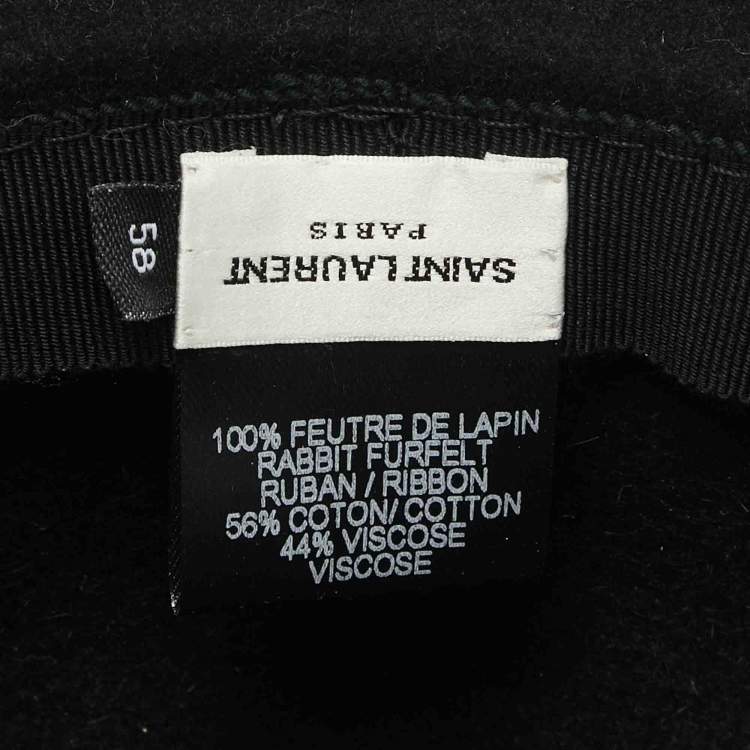 58
SAINT LAURENT
PARIS
100% FEUTRE DE LAPIN
RABBIT FURFELT
RUBAN / RIBBON
56% COTON/ COTTON
44% VISCOSE
VISCOSE